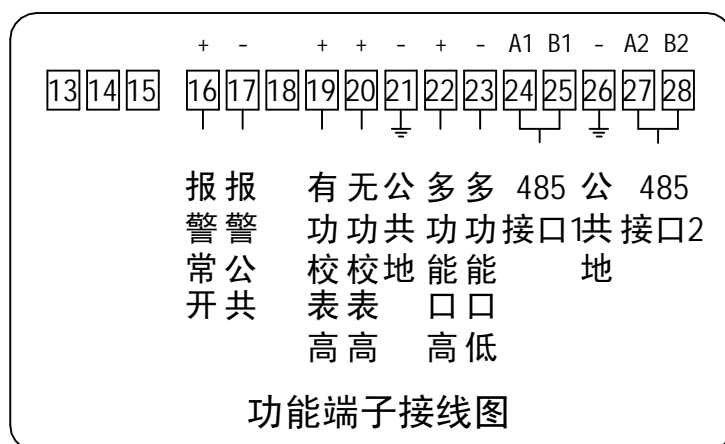 + - + + - + - A1 B1 - A2 B2
13 14 15 16 17 18 19 20 21 22 23 24 25 26 27 28
报警常开
报警公共
有功校表高
无功校表高
公共地
多功能口高
多功能口低
485
接口1
公共地
485
接口2
功能端子接线图